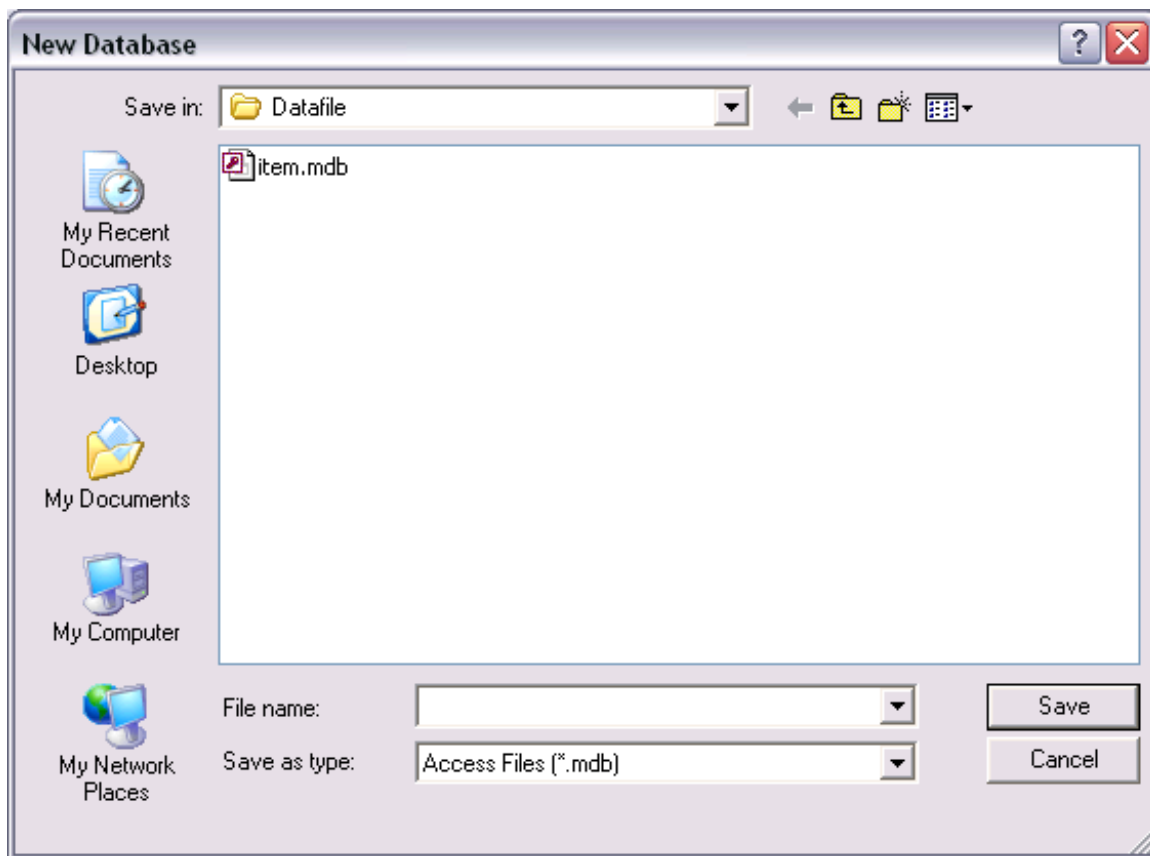 New Database
?
Save in:
Datafile
item.mdb
My Recent
Documents
Desktop
My Documents
My Computer
My Network
Places
File name:
Save
Save as type:
Access Files (*.mdb)
Cancel